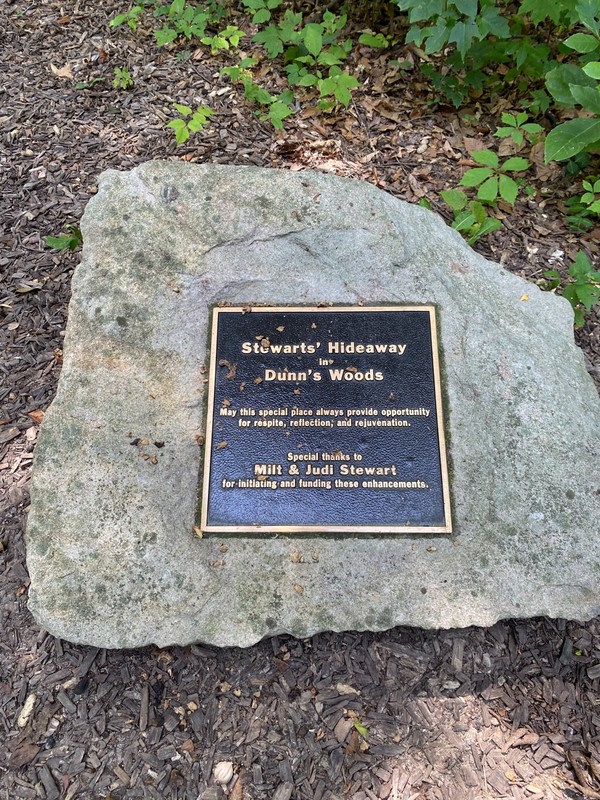 Stewarts' Hideaway
in
Dunn's Woods
May this special place always provide opportunity
for respite, reflection, and rejuvenation.
Special thanks to
Milt & Judi Stewart
for initiating and funding these enhancements.